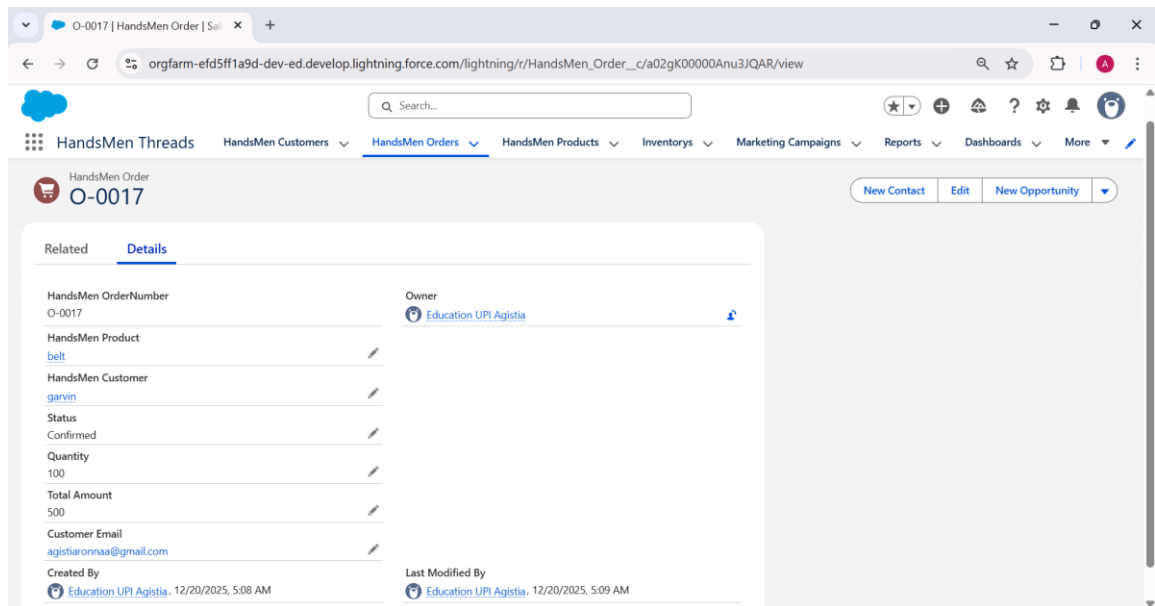 O-0017 | HandsMen Order | Sal
orgfarm-efd5ff1a9d-dev-ed.develop.lightning.force.com/lightning/r/HandsMen_Order__c/a02gK00000Anu3JQAR/view
A
Search...
HandsMen Threads
HandsMen Customers
HandsMen Orders
HandsMen Products
Inventorys
Marketing Campaigns
Reports
Dashboards
More
HandsMen Order
O-0017
New Contact
Edit
New Opportunity
Related
Details
HandsMen OrderNumber
O-0017
Owner
Education UPI Agistia
HandsMen Product
belt
HandsMen Customer
garvin
Status
Confirmed
Quantity
100
Total Amount
500
Customer Email
agistiaronnaa@gmail.com
Created By
Education UPI Agistia, 12/20/2025, 5:08 AM
Last Modified By
Education UPI Agistia, 12/20/2025, 5:09 AM